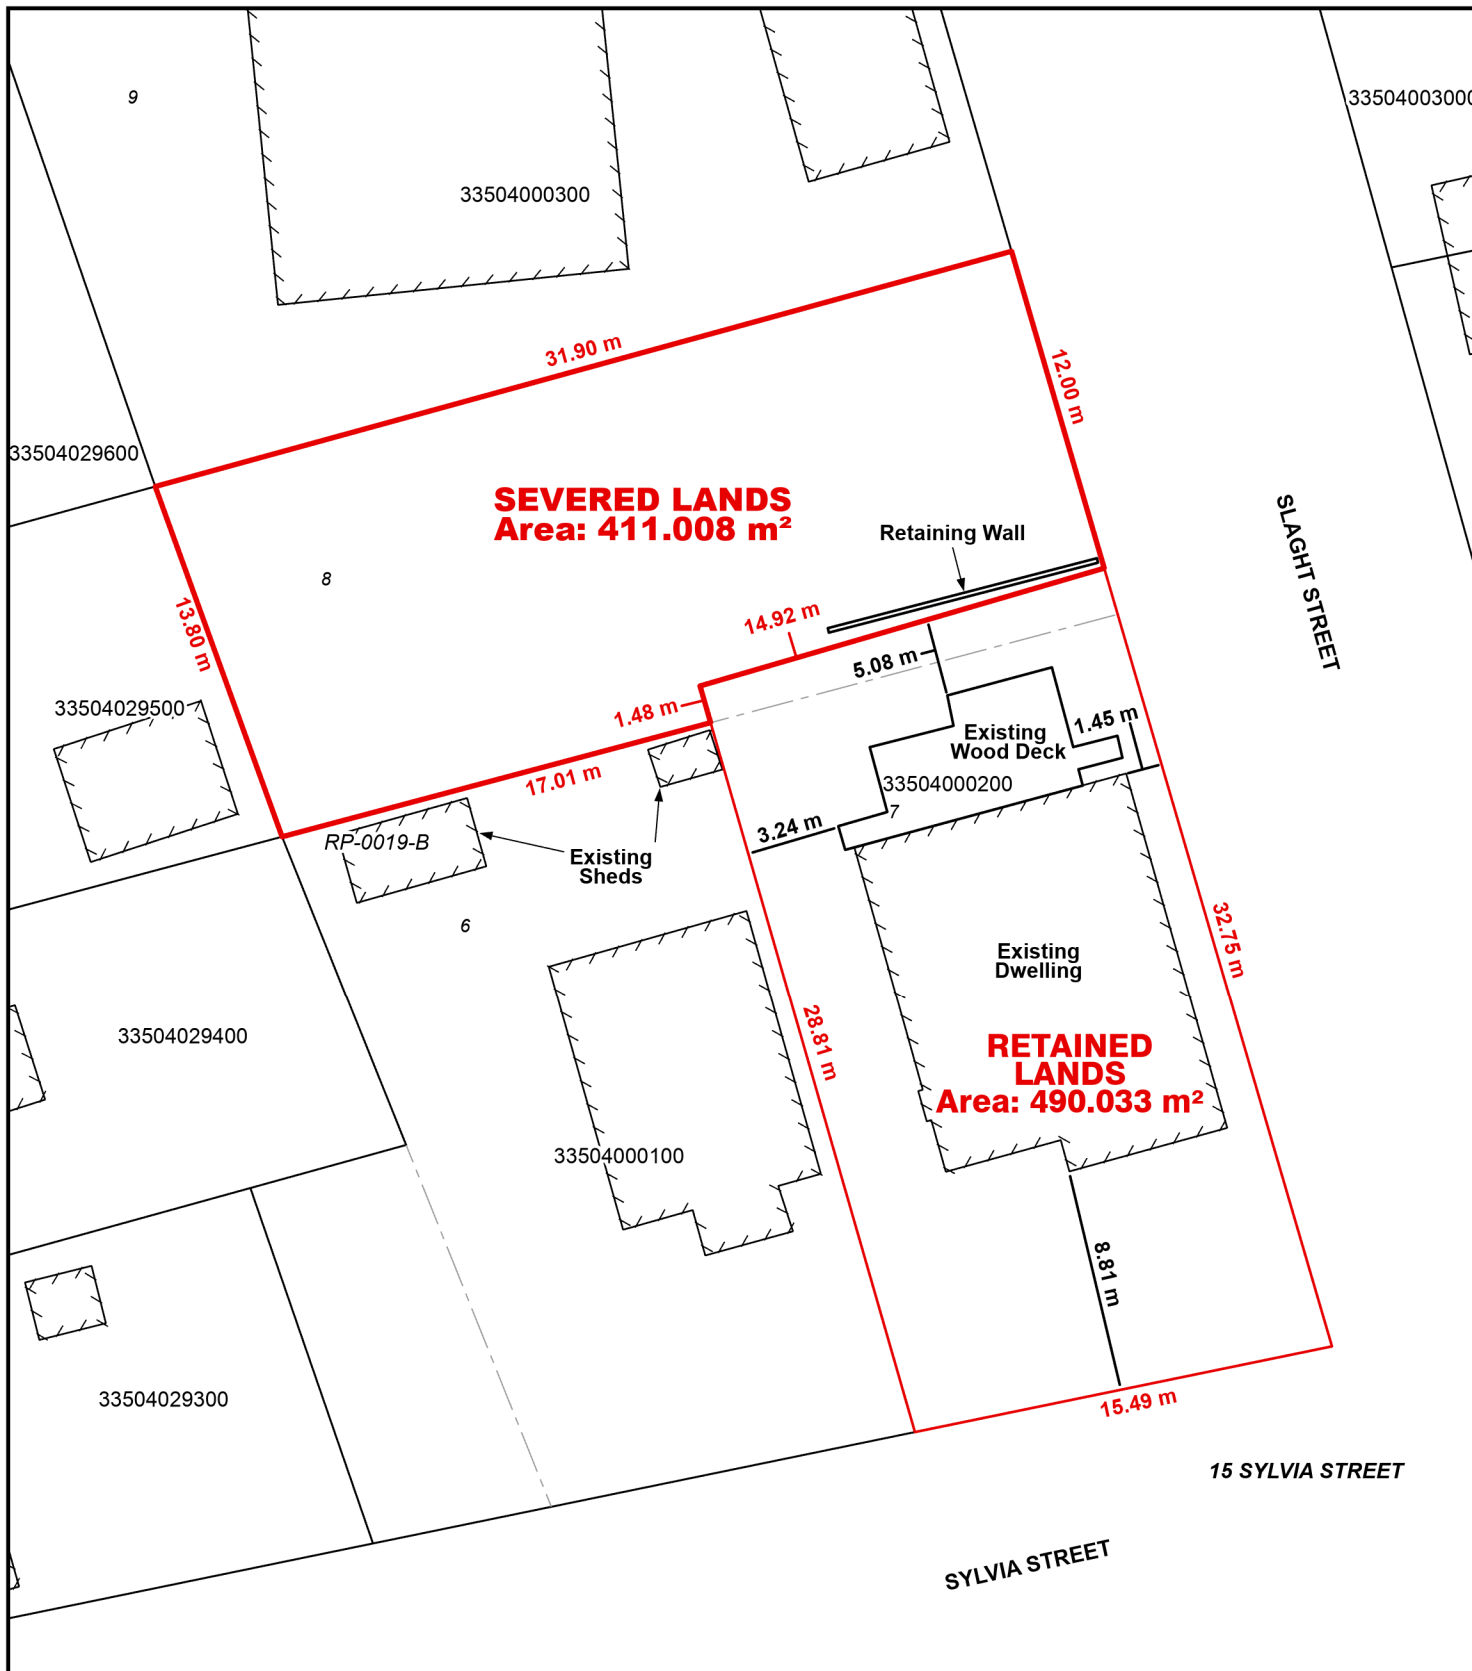 9
33504003000
33504000300
31.90 m
12.00 m
33504029600
SEVERED LANDS
Area: 411.008 m²
Retaining Wall
SLAGHT STREET
8
13.80 m
14.92 m
5.08 m
33504029500
1.48 m
1.45 m
Existing
Wood Deck
17.01 m
33504000200
7
3.24 m
RP-0019-B
Existing
Sheds
6
32.75 m
Existing
Dwelling
33504029400
28.81 m
RETAINED
LANDS
Area: 490.033 m²
33504000100
8.81 m
33504029300
15.49 m
15 SYLVIA STREET
SYLVIA STREET